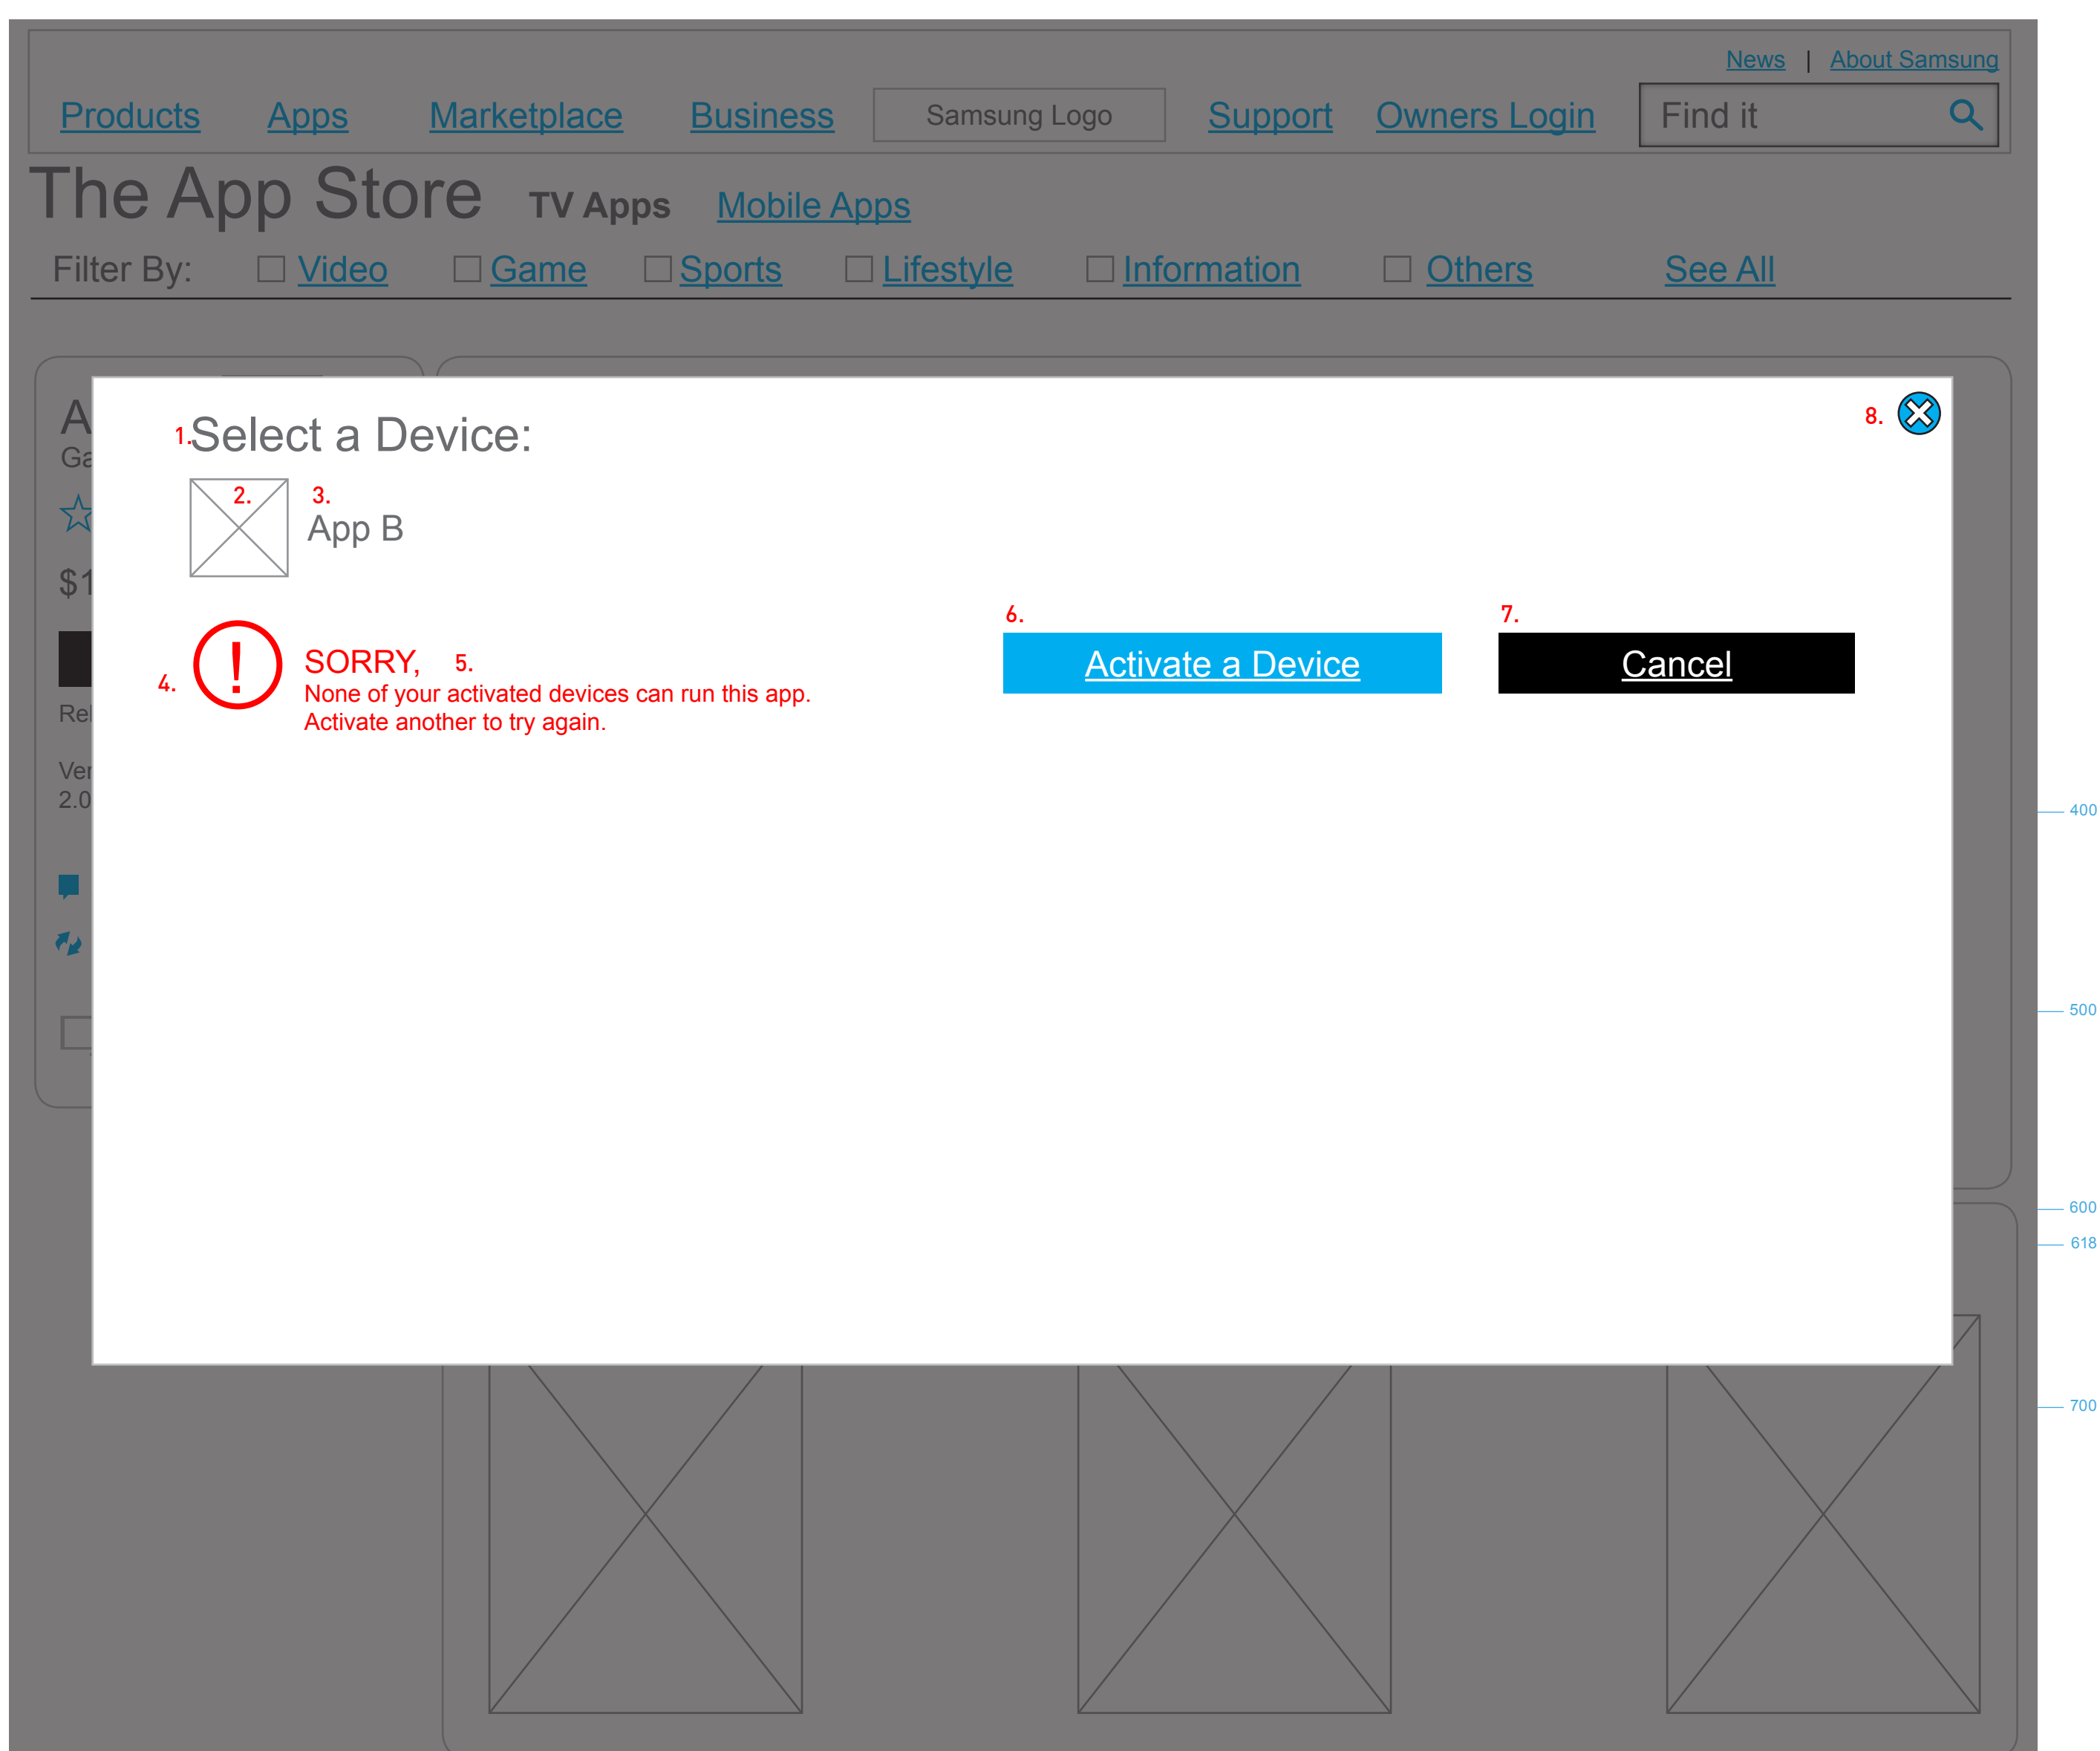 News | About Samsung
Products Apps Marketplace Business Samsung Logo Support Owners Login Find it
The App Store TV Apps Mobile Apps
Filter By: Video Game Sports Lifestyle Information Others See All
8.
1. Select a Device:
2. 3.
App B
6. 7.
SORRY, 5.
Activate a Device Cancel
4.
None of your activated devices can run this app.
Activate another to try again.
$1
2.0
400
500
600
618
700